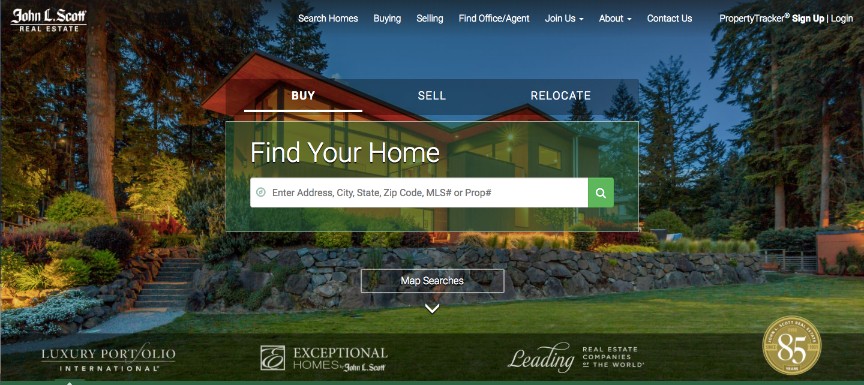 John L. Scott
REAL ESTATE
Search Homes Buying Selling Find Office/Agent Join Us About Contact Us PropertyTracker® Sign Up | Login
BUY SELL RELOCATE
Find Your Home
Enter Address, City, State, Zip Code, MLS# or Prop#
Map Searches
LUXURY PORTFOLIO
INTERNATIONAL®
EXCEPTIONAL
HOMES by John L. Scott
Leading REAL ESTATE
COMPANIES
OF THE WORLD®
JOHN L. SCOTT REAL ESTATE
85
YEARS